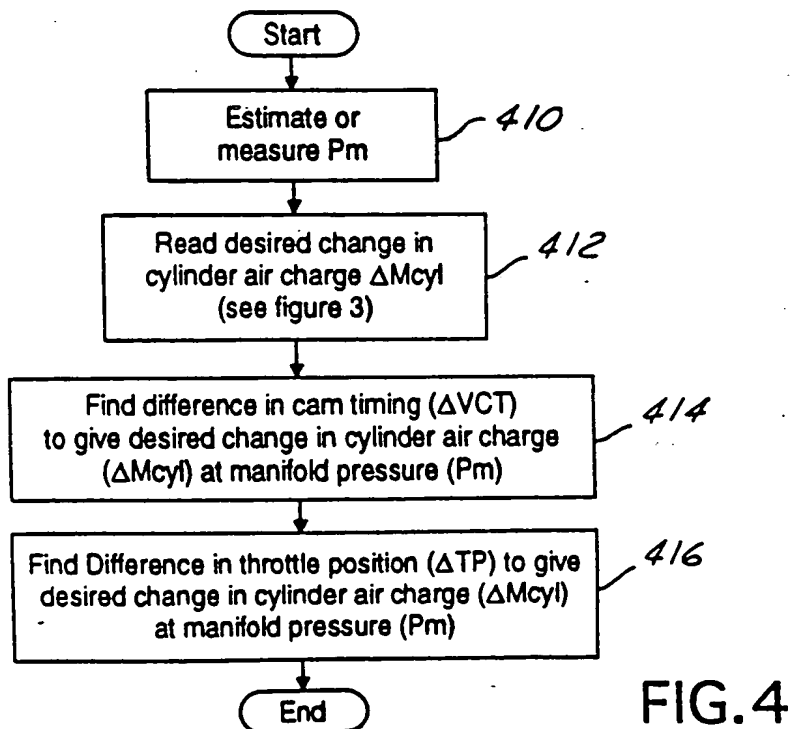 Start
Estimate or
measure Pm
410
Read desired change in
cylinder air charge ΔMcyl
(see figure 3)
412
Find difference in cam timing (ΔVCT)
to give desired change in cylinder air charge
(ΔMcyl) at manifold pressure (Pm)
414
Find Difference in throttle position (ΔTP) to give
desired change in cylinder air charge (ΔMcyl)
at manifold pressure (Pm)
416
End
FIG.4